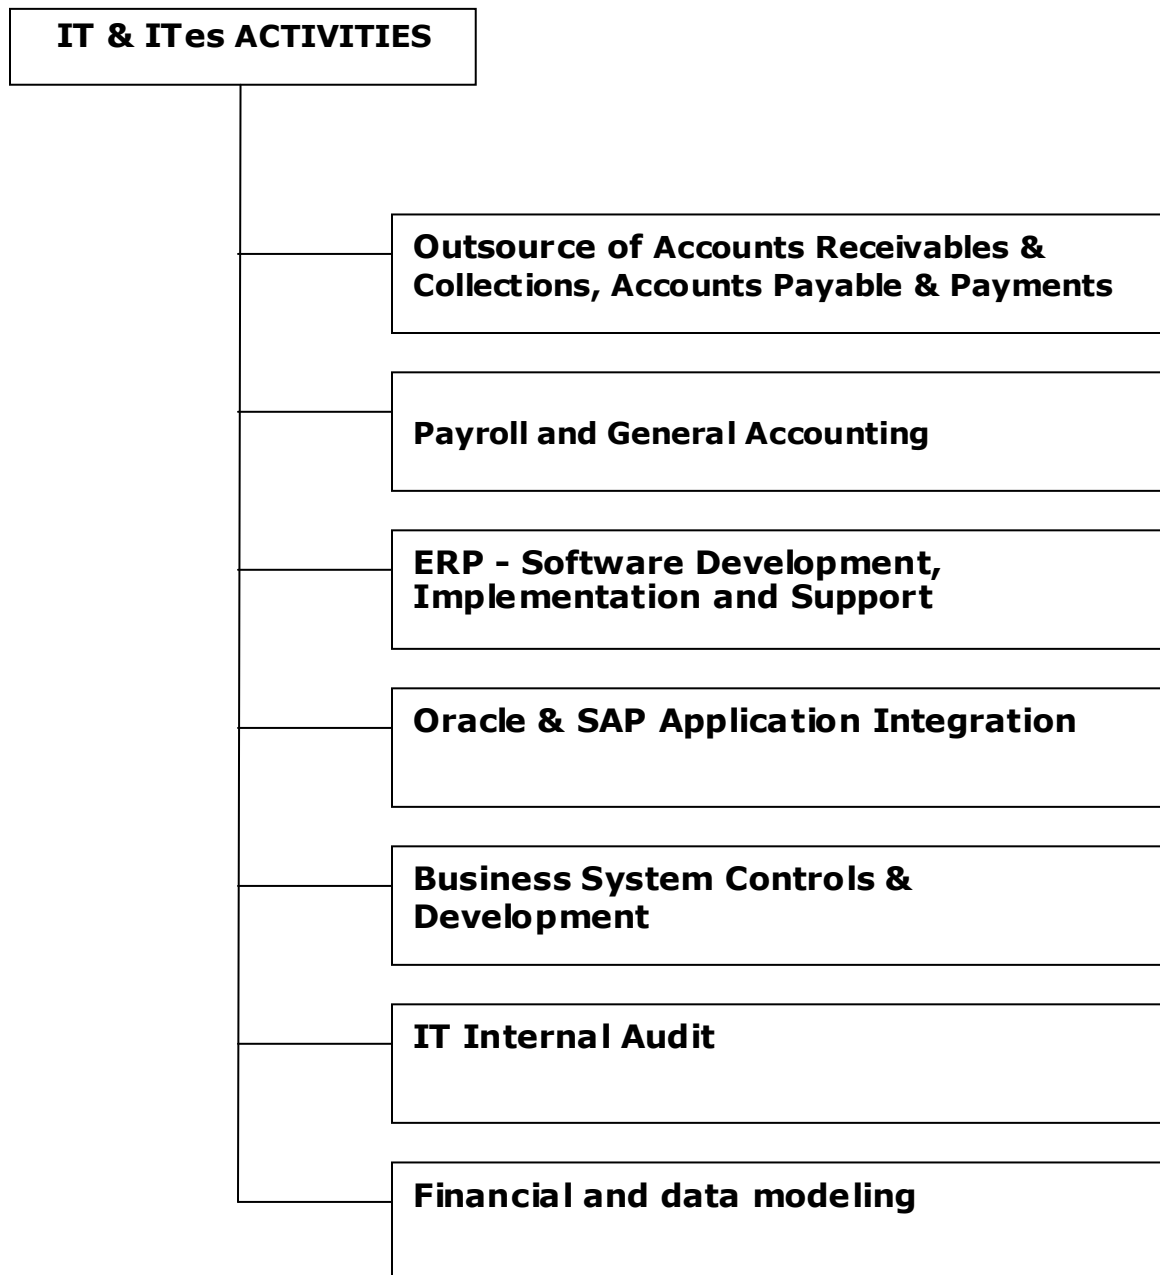 IT & ITes ACTIVITIES
Outsource of Accounts Receivables &
Collections, Accounts Payable & Payments
Payroll and General Accounting
ERP - Software Development,
Implementation and Support
Oracle & SAP Application Integration
Business System Controls &
Development
IT Internal Audit
Financial and data modeling